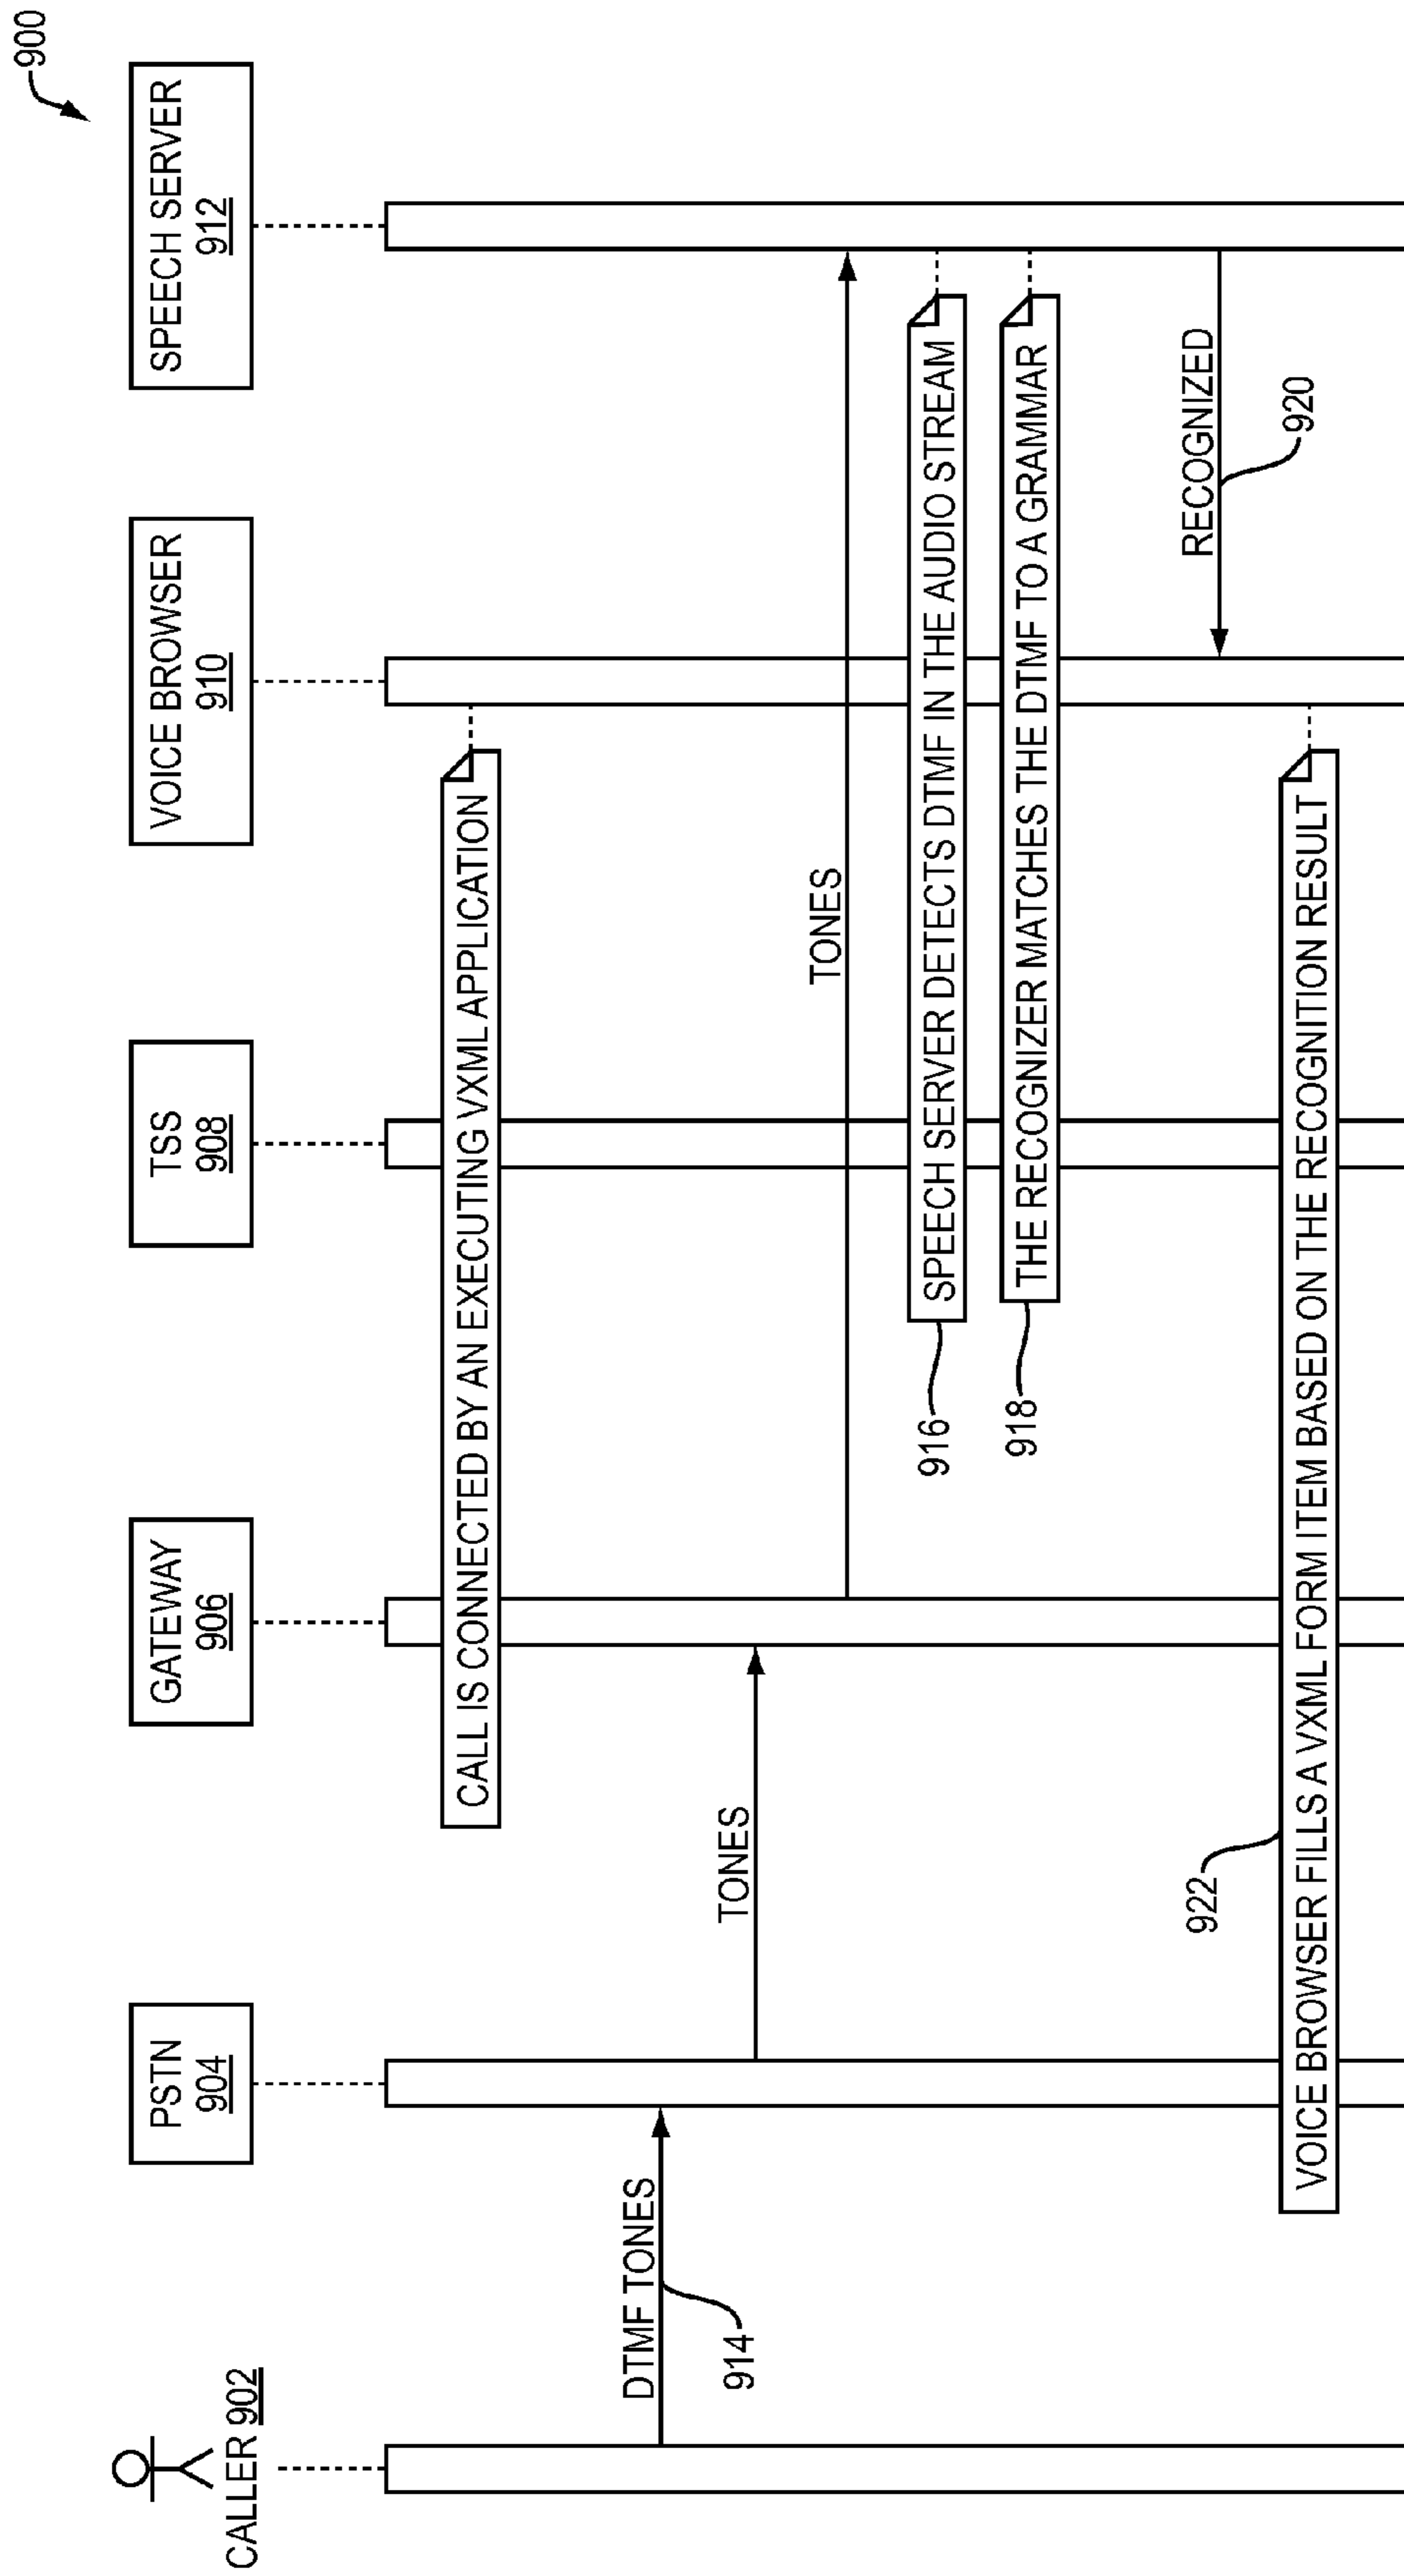 900
CALLER 902
PSTN
904
GATEWAY
906
TSS
908
VOICE BROWSER
910
SPEECH SERVER
912
CALL IS CONNECTED BY AN EXECUTING VXML APPLICATION
DTMF TONES
914
TONES
TONES
SPEECH SERVER DETECTS DTMF IN THE AUDIO STREAM
916
THE RECOGNIZER MATCHES THE DTMF TO A GRAMMAR
918
RECOGNIZED
920
922
VOICE BROWSER FILLS A VXML FORM ITEM BASED ON THE RECOGNITION RESULT